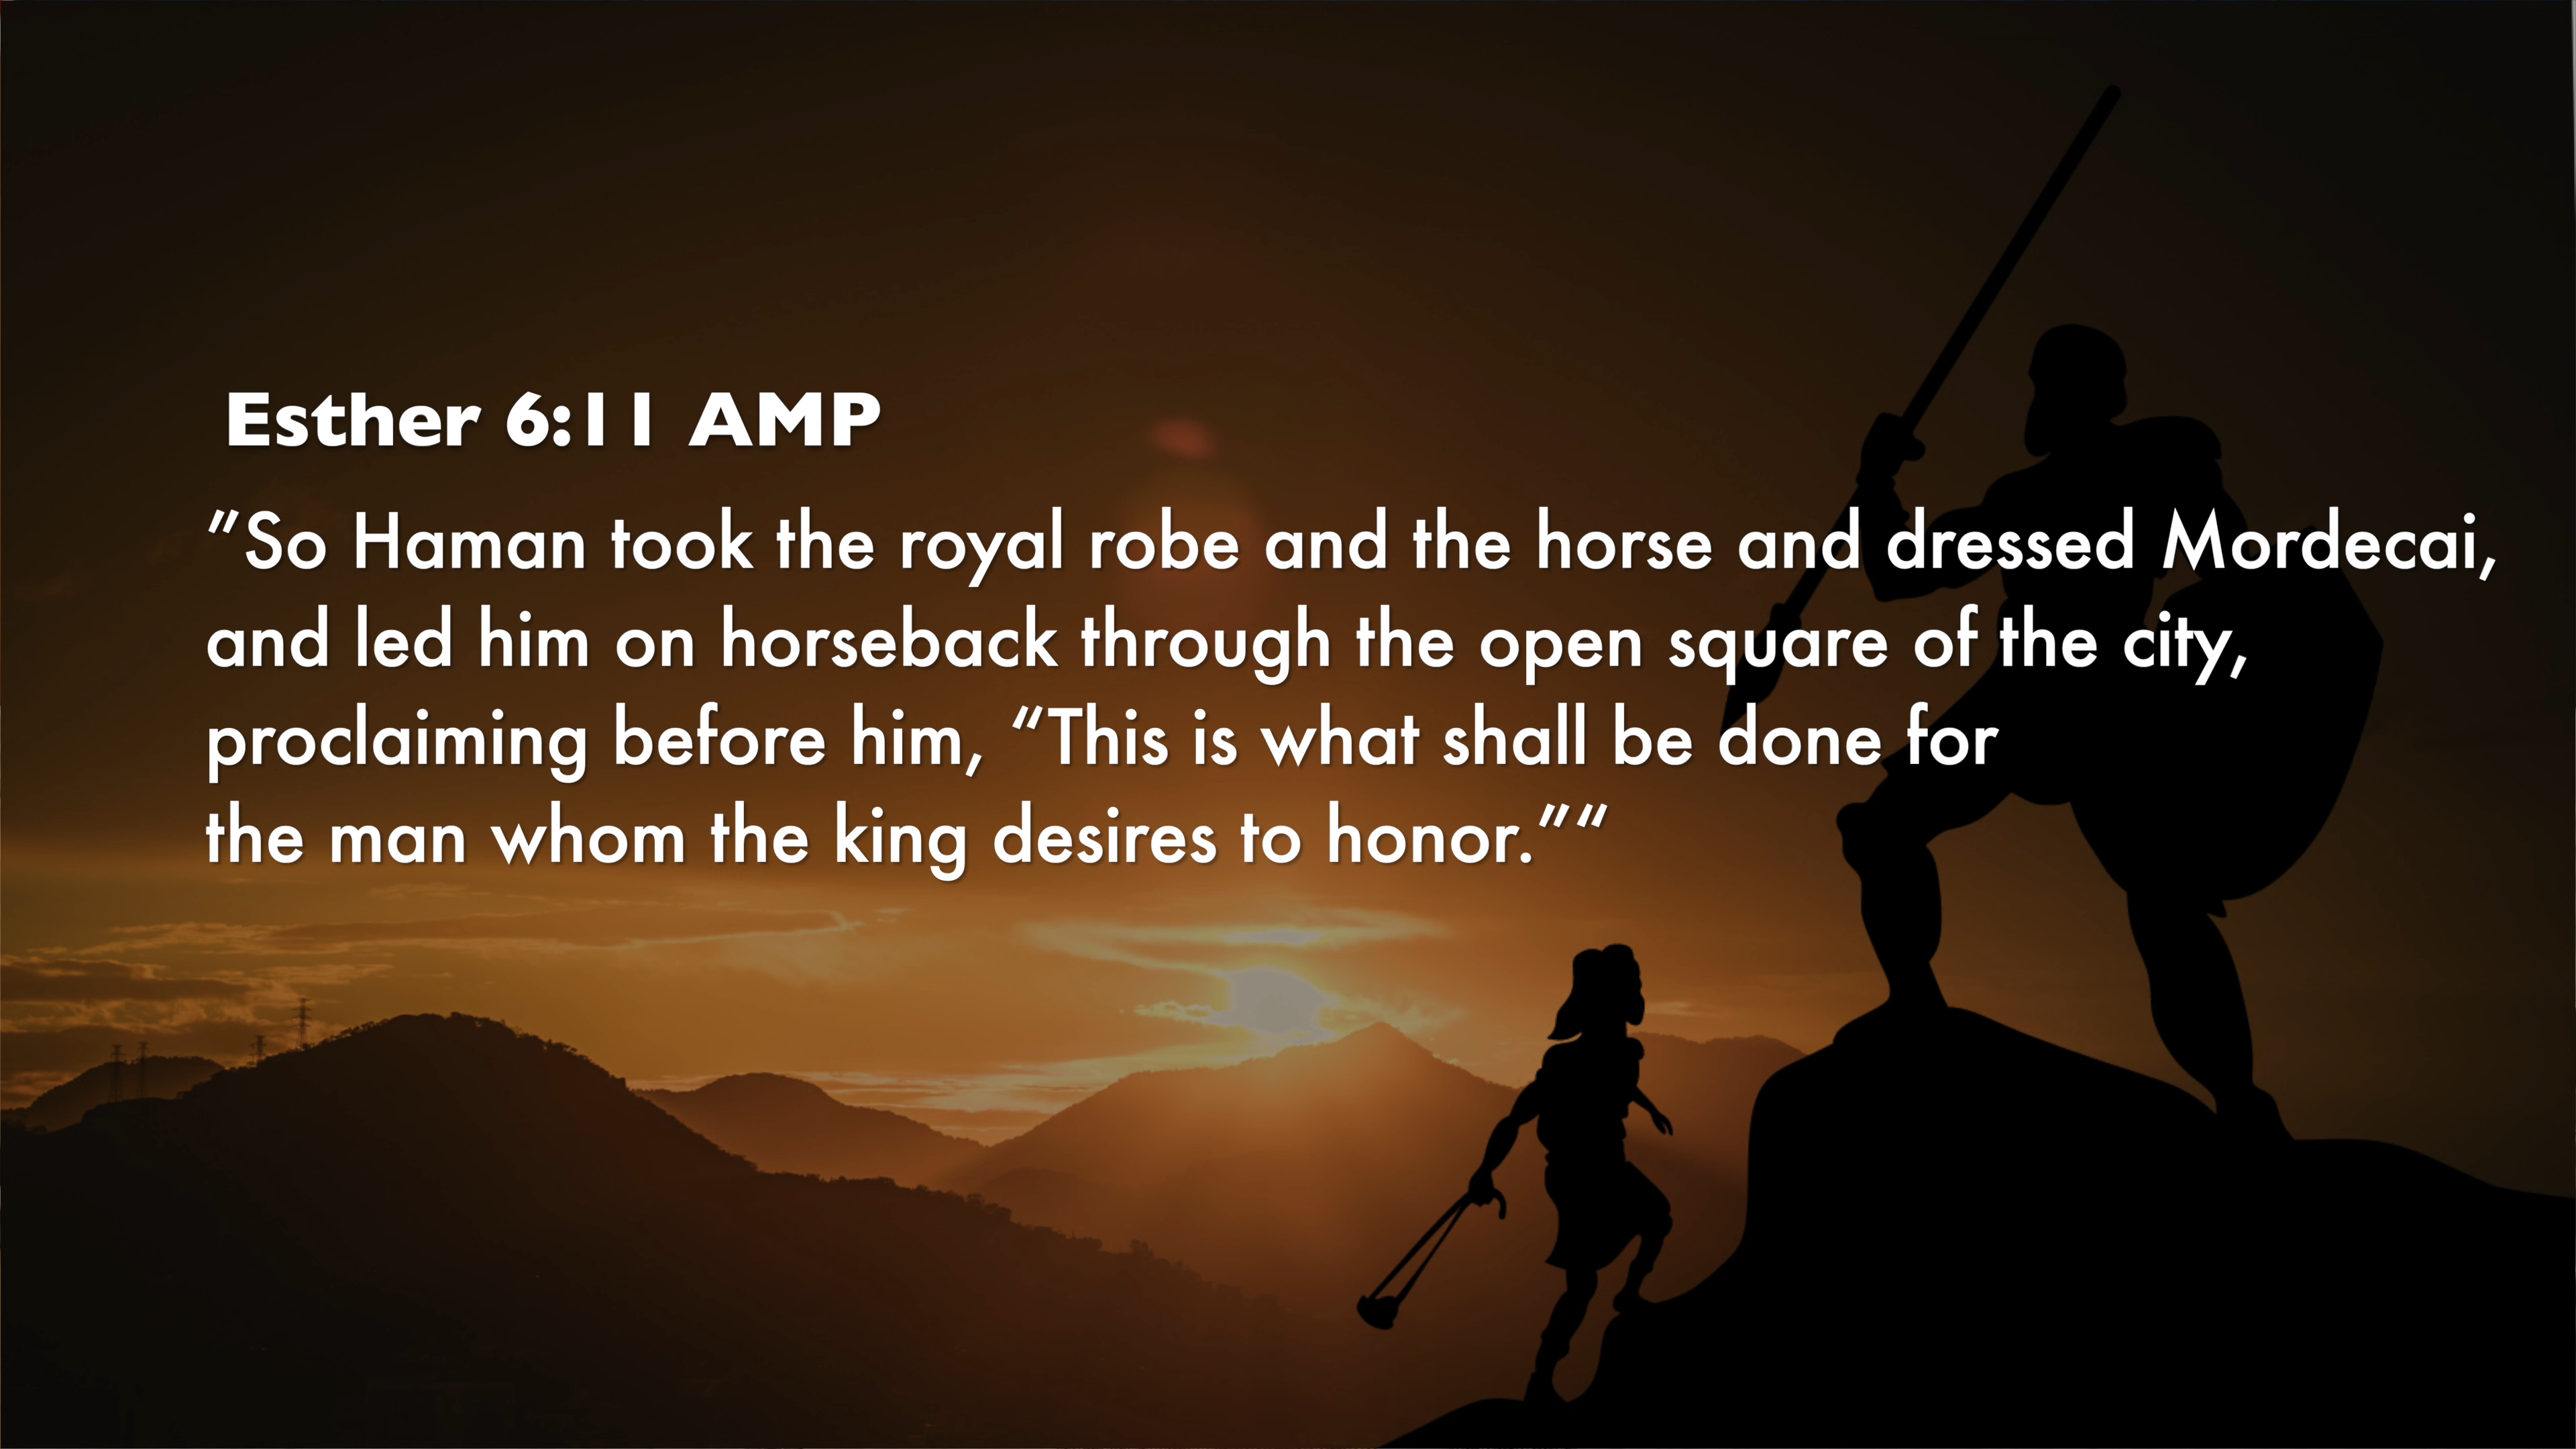 Esther 6:11 AMP
”So Haman took the royal robe and the horse and dressed Mordecai,
and led him on horseback through the open square of the city,
proclaiming before him, “This is what shall be done for
the man whom the king desires to honor.”“